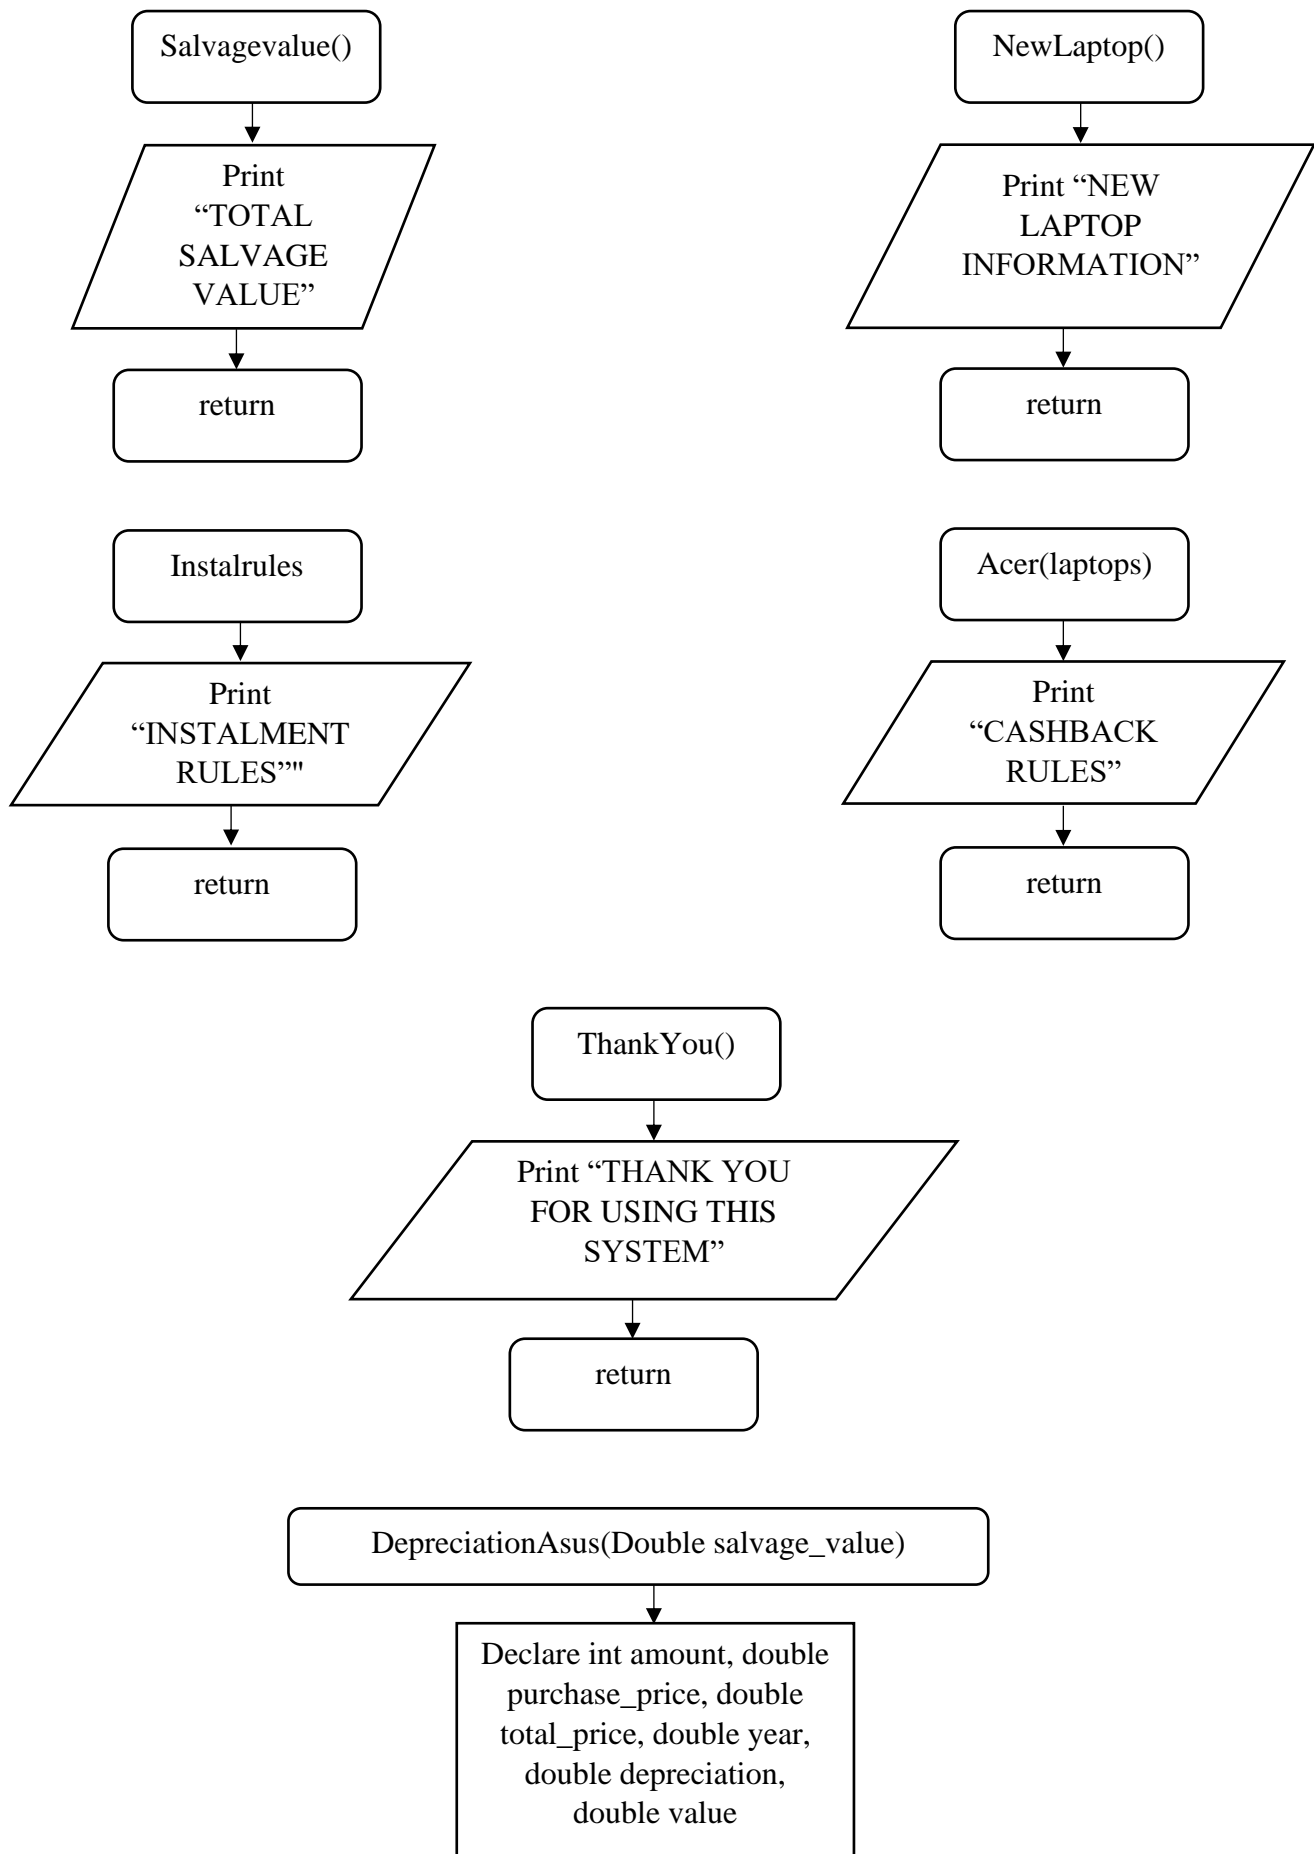 Salvagevalue()
Print
“TOTAL
SALVAGE
VALUE”
return
NewLaptop()
Print “NEW
LAPTOP
INFORMATION”
return
Instalrules
Print
“INSTALMENT
RULES”"
return
Acer(laptops)
Print
“CASHBACK
RULES”
return
ThankYou()
Print “THANK YOU
FOR USING THIS
SYSTEM”
return
DepreciationAsus(Double salvage_value)
Declare int amount, double
purchase_price, double
total_price, double year,
double depreciation,
double value